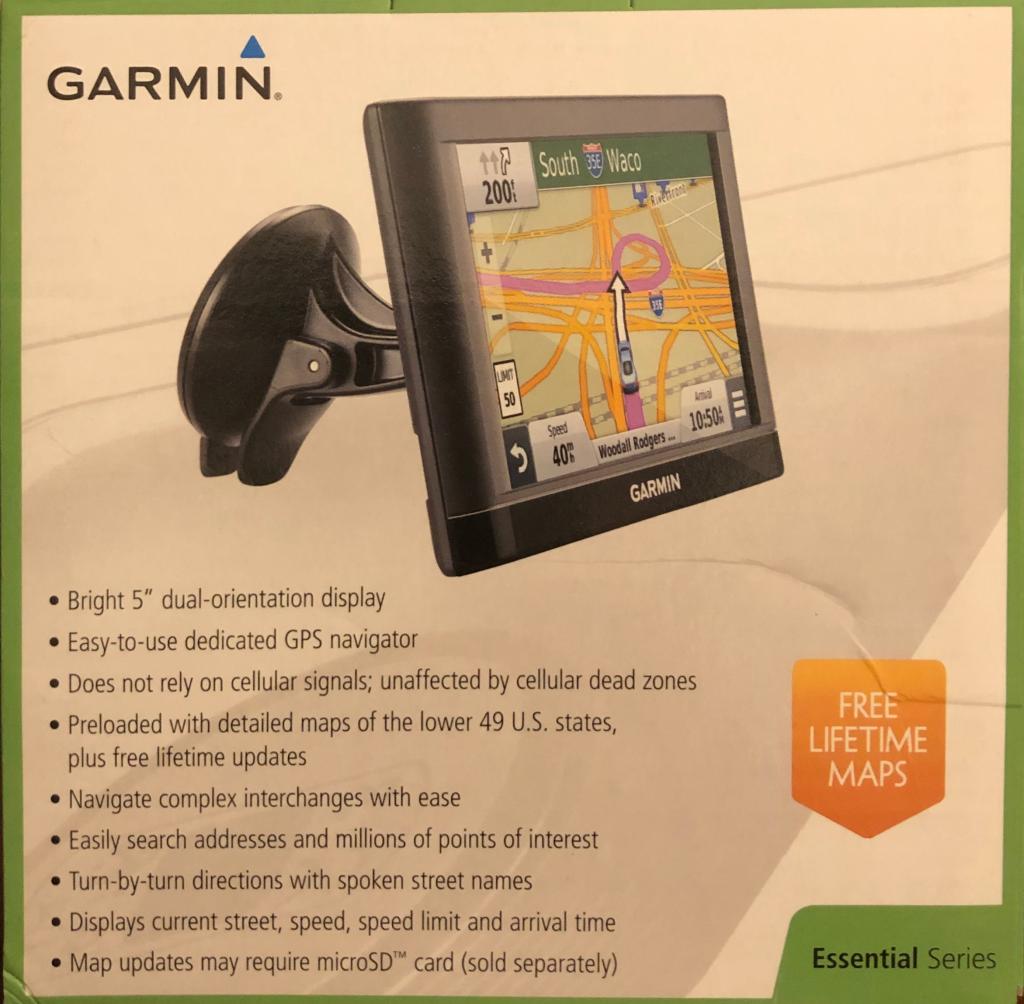 GARMIN®
South 35E Waco
200ft
Riverfront
+
35E
-
LIMIT
50
Speed
40mh
Woodall Rodgers ...
Arrival
10:50AM
GARMIN
• Bright 5” dual-orientation display
• Easy-to-use dedicated GPS navigator
• Does not rely on cellular signals; unaffected by cellular dead zones
• Preloaded with detailed maps of the lower 49 U.S. states,
plus free lifetime updates
• Navigate complex interchanges with ease
• Easily search addresses and millions of points of interest
• Turn-by-turn directions with spoken street names
• Displays current street, speed, speed limit and arrival time
• Map updates may require microSD™ card (sold separately)
FREE
LIFETIME
MAPS
Essential Series